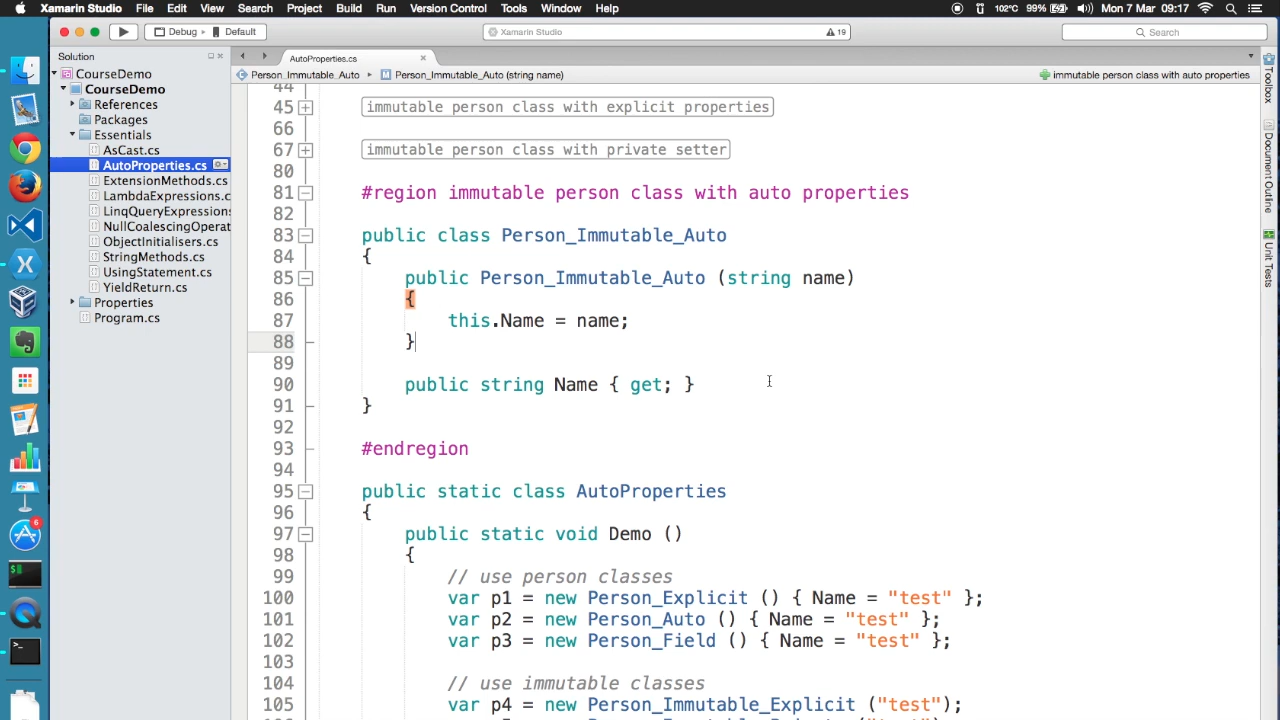 Xamarin Studio File Edit View Search Project Build Run Version Control Tools Window Help 102°C 99% Mon 7 Mar 09:17
Debug Default Xamarin Studio 19 Search
Solution
AutoProperties.cs
CourseDemo
CourseDemo
References
Packages
Essentials
AsCast.cs
AutoProperties.cs
ExtensionMethods.cs
LambdaExpressions.c
LinqQueryExpressions
NullCoalescingOperat
ObjectInitialisers.cs
StringMethods.cs
UsingStatement.cs
YieldReturn.cs
Properties
Program.cs
Person_Immutable_Auto Person_Immutable_Auto (string name) immutable person class with auto properties
44
45 immutable person class with explicit properties
66
67 immutable person class with private setter
80
81 #region immutable person class with auto properties
82
83 public class Person_Immutable_Auto
84 {
85 public Person_Immutable_Auto (string name)
86 {
87 this.Name = name;
88 }
89
90 public string Name { get; }
91 }
92
93 #endregion
94
95 public static class AutoProperties
96 {
97 public static void Demo ()
98 {
99 // use person classes
100 var p1 = new Person_Explicit () { Name = "test" };
101 var p2 = new Person_Auto () { Name = "test" };
102 var p3 = new Person_Field () { Name = "test" };
103
104 // use immutable classes
105 var p4 = new Person_Immutable_Explicit ("test");
Toolbox
Document Outline
Unit Tests
6